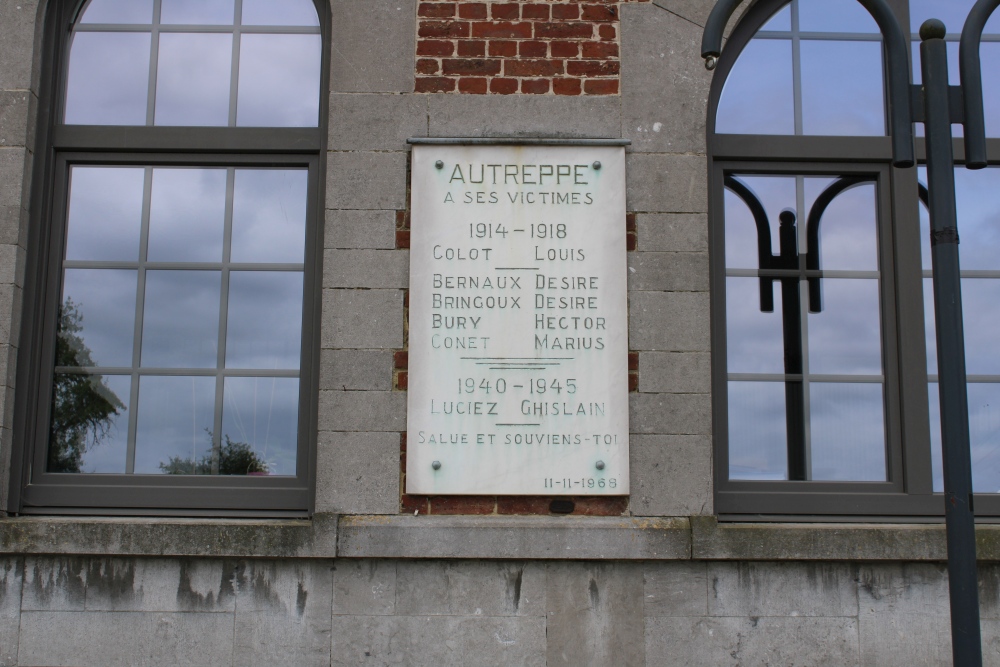 AUTREPPE
A SES VICTIMES
1914-1918
COLOT LOUIS
BERNAUX DESIRE
BRINGOUX DESIRE
BURY HECTOR
CONET MARIUS
1940-1945
LUCIEZ GHISLAIN
SALUE ET SOUVIENS-TOI
11-11-1968